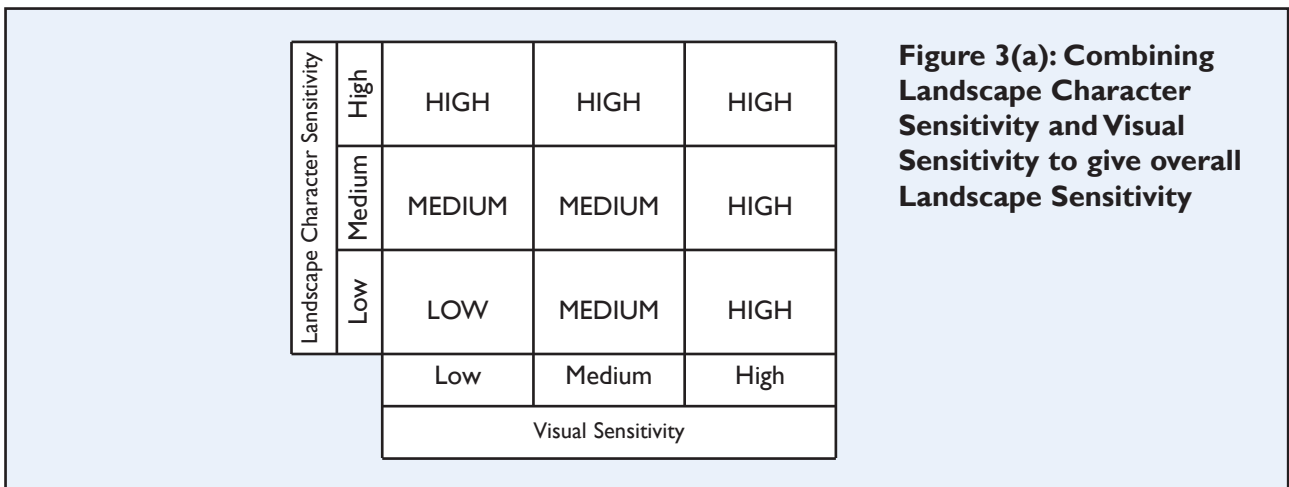 Figure 3(a): Combining
Landscape Character
Sensitivity and Visual
Sensitivity to give overall
Landscape Sensitivity
Landscape Character Sensitivity
High HIGH HIGH HIGH
Medium MEDIUM MEDIUM HIGH
Low LOW MEDIUM HIGH
Low Medium High
Visual Sensitivity